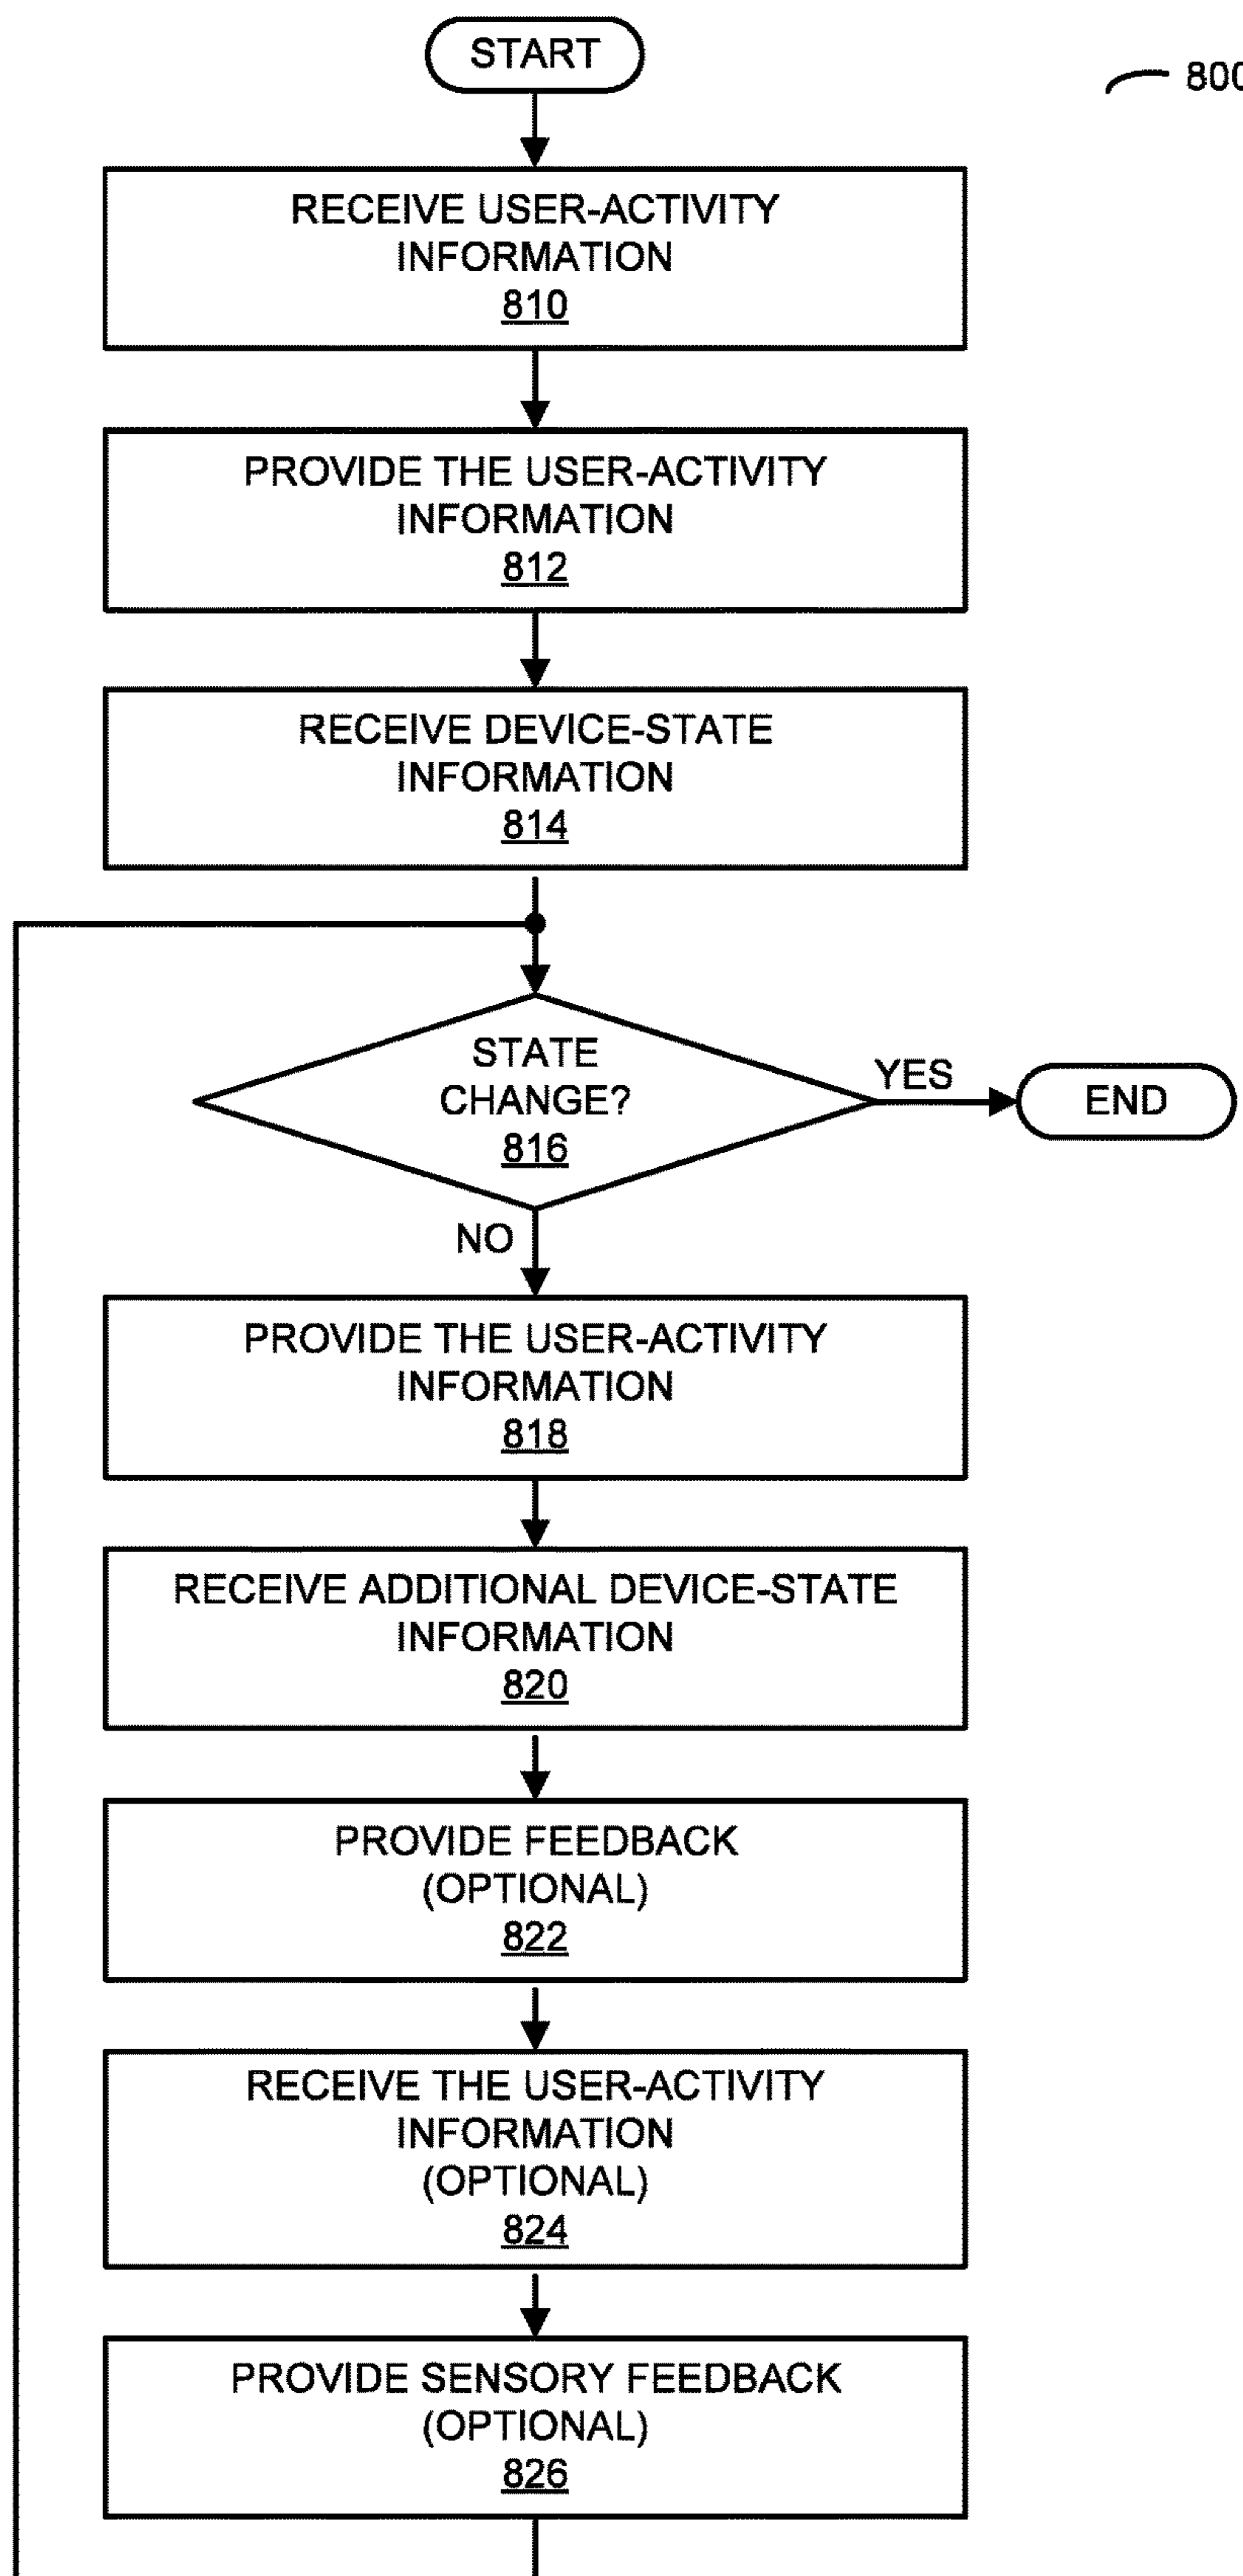 START
800
RECEIVE USER-ACTIVITY
INFORMATION
810
PROVIDE THE USER-ACTIVITY
INFORMATION
812
RECEIVE DEVICE-STATE
INFORMATION
814
STATE
CHANGE?
816
YES
END
NO
PROVIDE THE USER-ACTIVITY
INFORMATION
818
RECEIVE ADDITIONAL DEVICE-STATE
INFORMATION
820
PROVIDE FEEDBACK
(OPTIONAL)
822
RECEIVE THE USER-ACTIVITY
INFORMATION
(OPTIONAL)
824
PROVIDE SENSORY FEEDBACK
(OPTIONAL)
826